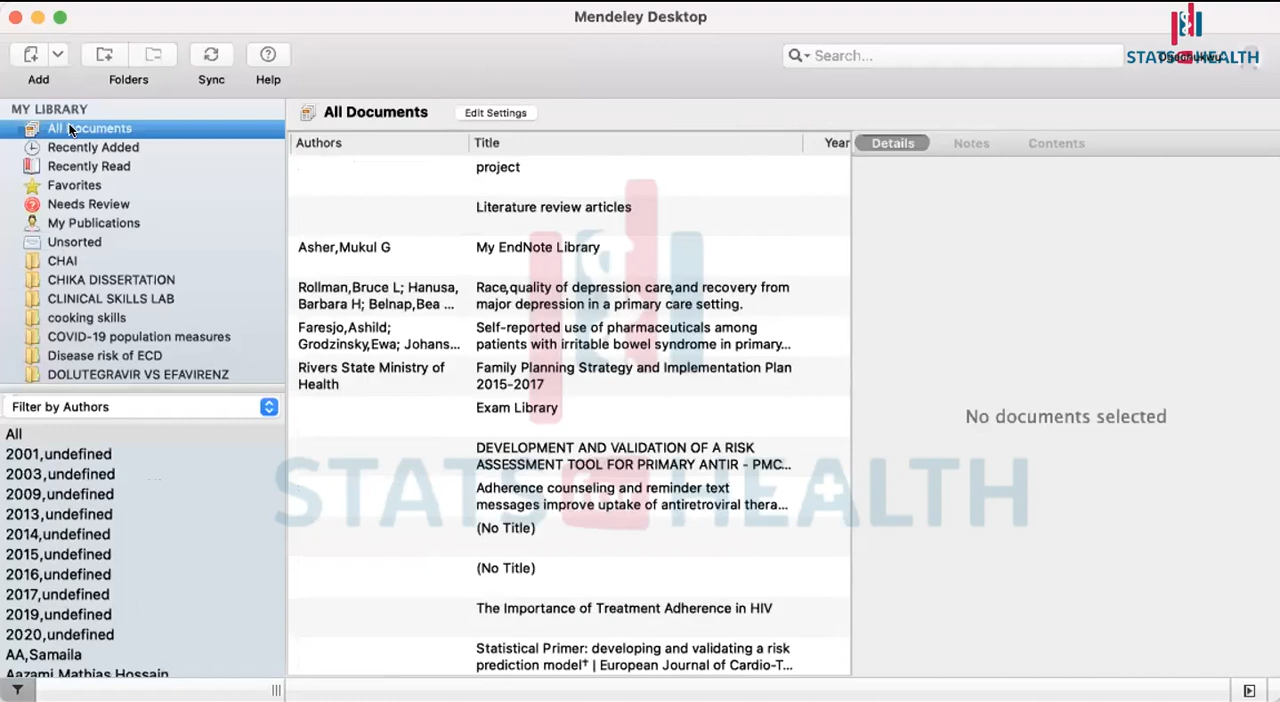 Mendeley Desktop
Add
Folders
Sync
Help
Search...
STATS HEALTH
MY LIBRARY
All Documents
Recently Added
Recently Read
Favorites
Needs Review
My Publications
Unsorted
CHAI
CHIKA DISSERTATION
CLINICAL SKILLS LAB
cooking skills
COVID-19 population measures
Disease risk of ECD
DOLUTEGRAVIR VS EFAVIRENZ
Filter by Authors
All
2001,undefined
2003,undefined
2009,undefined
2013,undefined
2014,undefined
2015,undefined
2016,undefined
2017,undefined
2019,undefined
2020,undefined
AA,Samaila
Aazami,Mathias Hossain
All Documents
Edit Settings
Authors Title Year
project
Literature review articles
Asher,Mukul G My EndNote Library
Rollman,Bruce L; Hanusa, Race,quality of depression care,and recovery from
Barbara H; Belnap,Bea ... major depression in a primary care setting.
Faresjo,Ashild; Self-reported use of pharmaceuticals among
Grodzinsky,Ewa; Johans... patients with irritable bowel syndrome in primary...
Rivers State Ministry of Family Planning Strategy and Implementation Plan
Health 2015-2017
Exam Library
DEVELOPMENT AND VALIDATION OF A RISK
ASSESSMENT TOOL FOR PRIMARY ANTIR - PMC...
Adherence counseling and reminder text
messages improve uptake of antiretroviral thera...
(No Title)
(No Title)
The Importance of Treatment Adherence in HIV
Statistical Primer: developing and validating a risk
prediction model† | European Journal of Cardio-T...
STATS HEALTH
Details
Notes
Contents
No documents selected